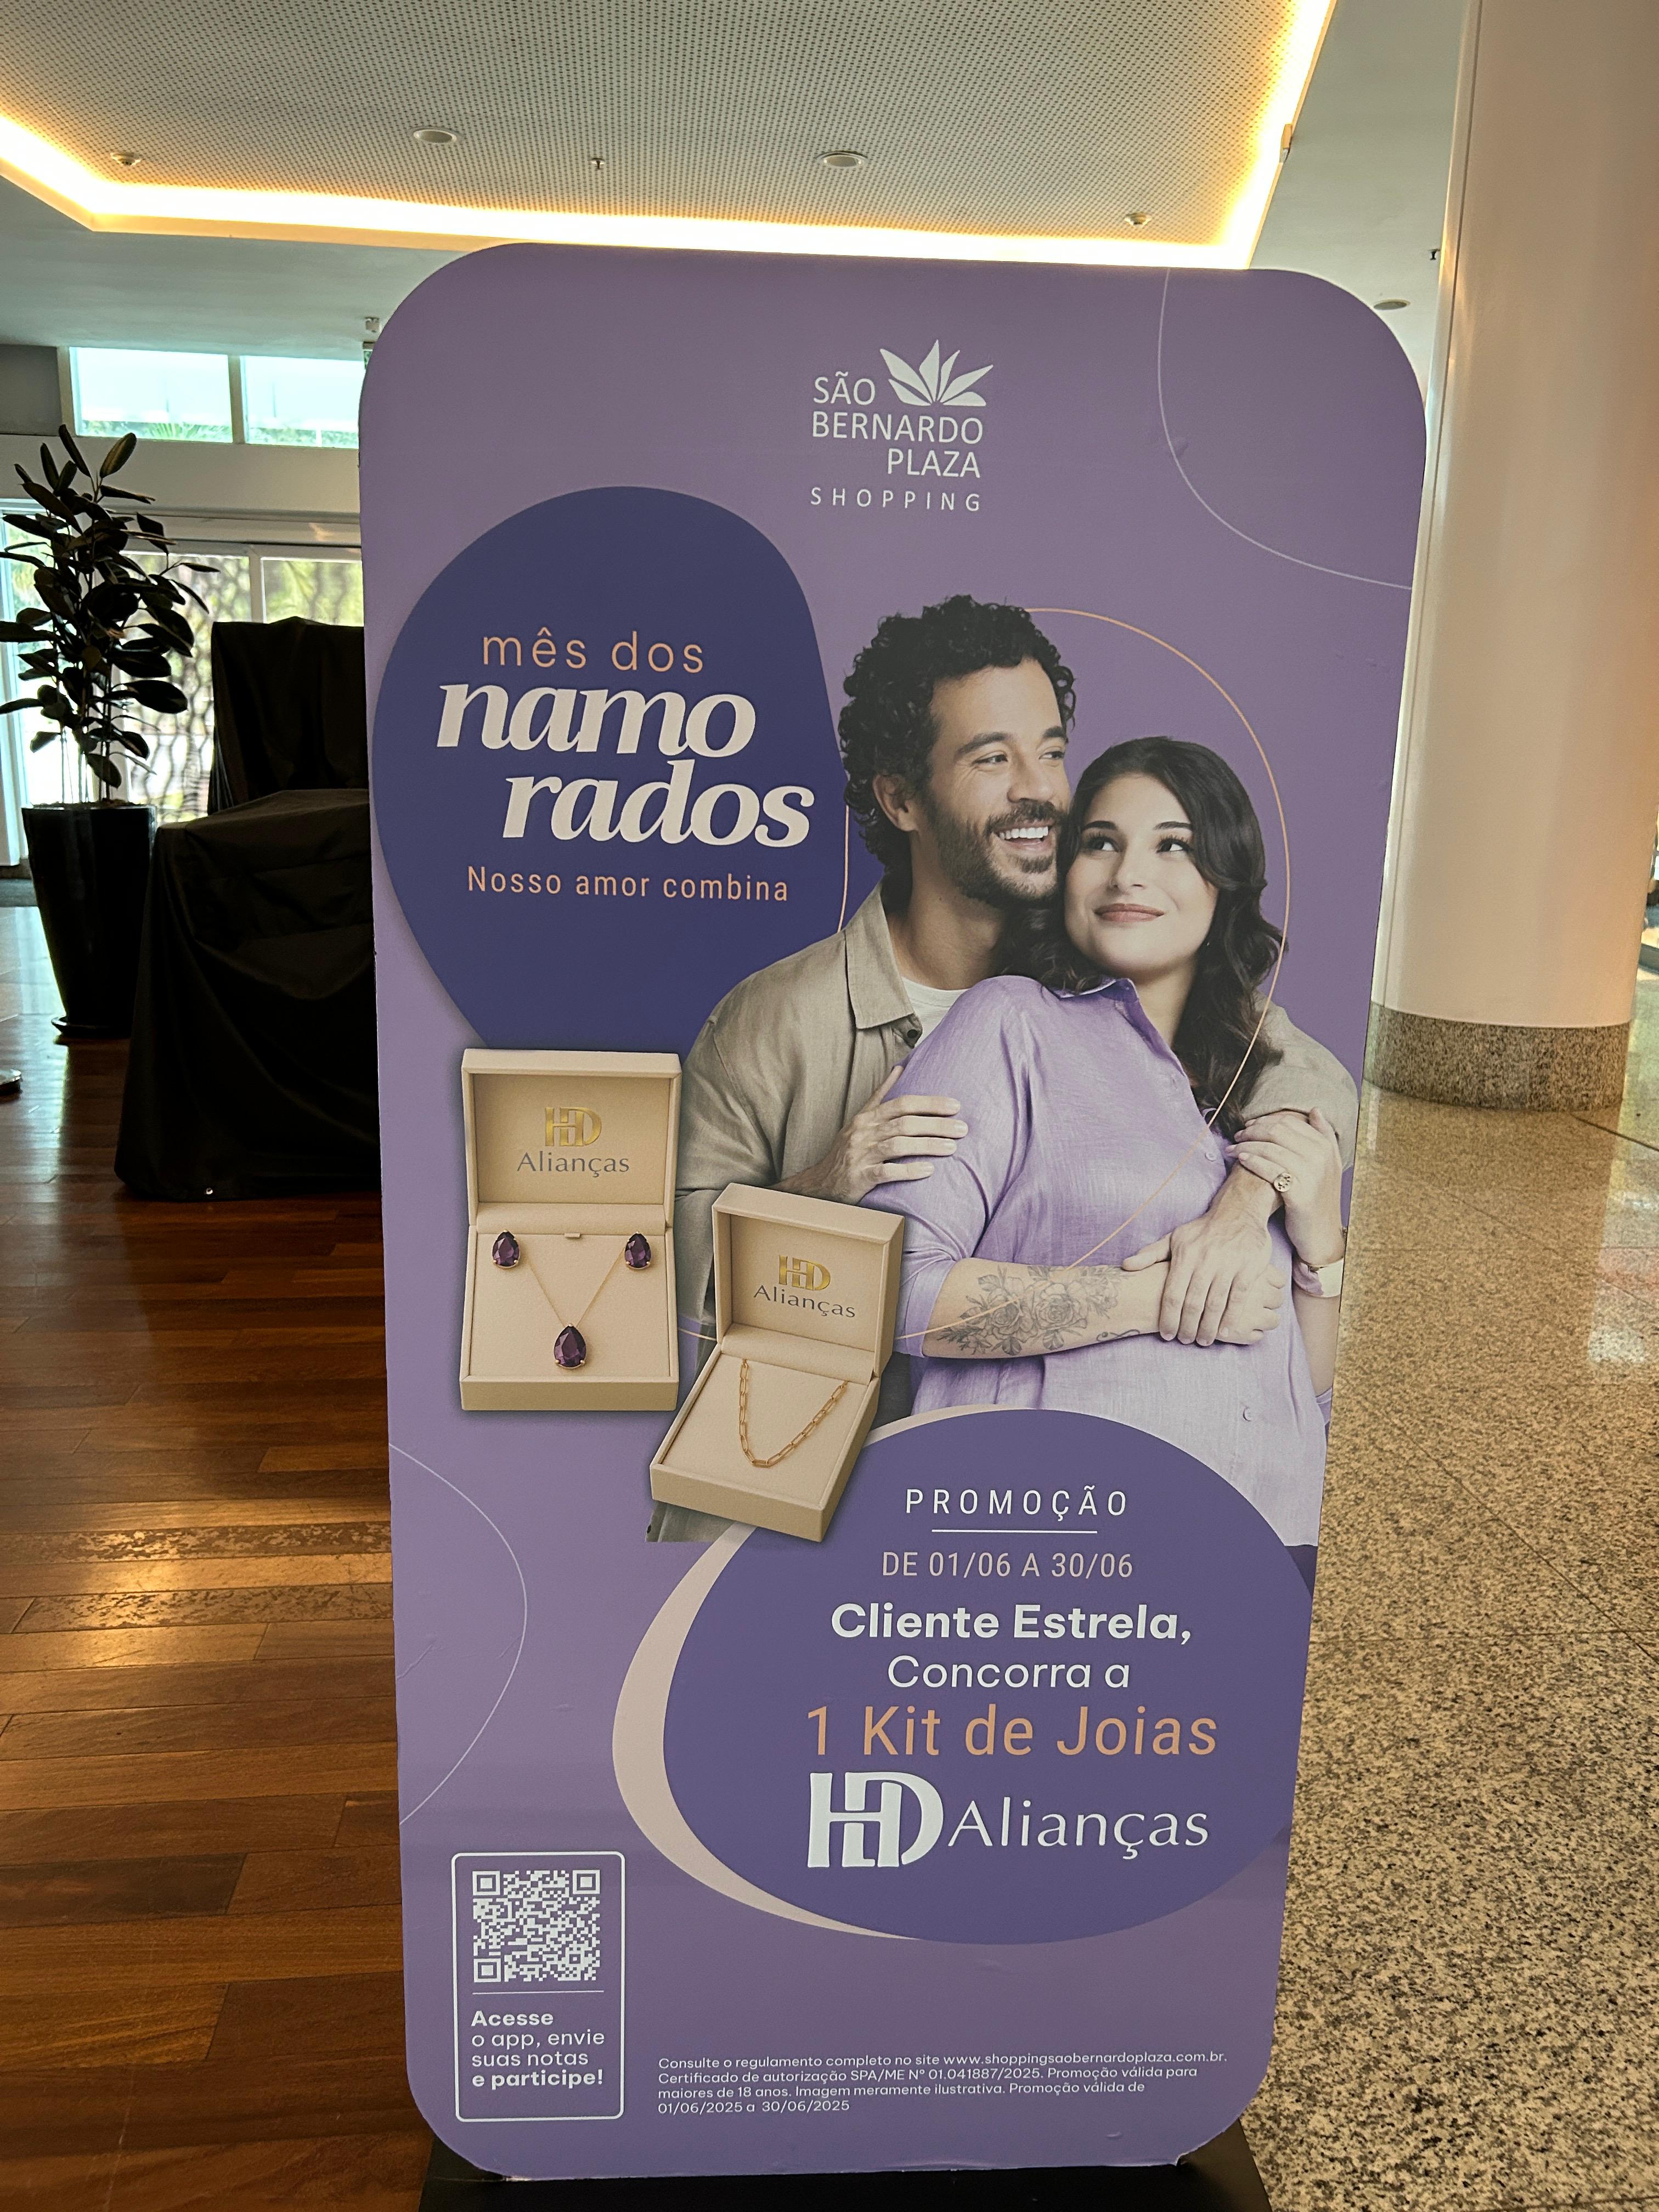 SÃO
BERNARDO
PLAZA
SHOPPING
mês dos
namo
rados
Nosso amor combina
HD
Alianças
HD
Alianças
PROMOÇÃO
DE 01/06 A 30/06
Cliente Estrela,
Concorra a
1 Kit de Joias
HD Alianças
Acesse
o app, envie
suas notas
e participe!
Consulte o regulamento completo no site www.shoppingsaobernardoplaza.com.br.
Certificado de autorização SPA/ME Nº 01.041887/2025. Promoção válida para
maiores de 18 anos. Imagem meramente ilustrativa. Promoção válida de
01/06/2025 a 30/06/2025